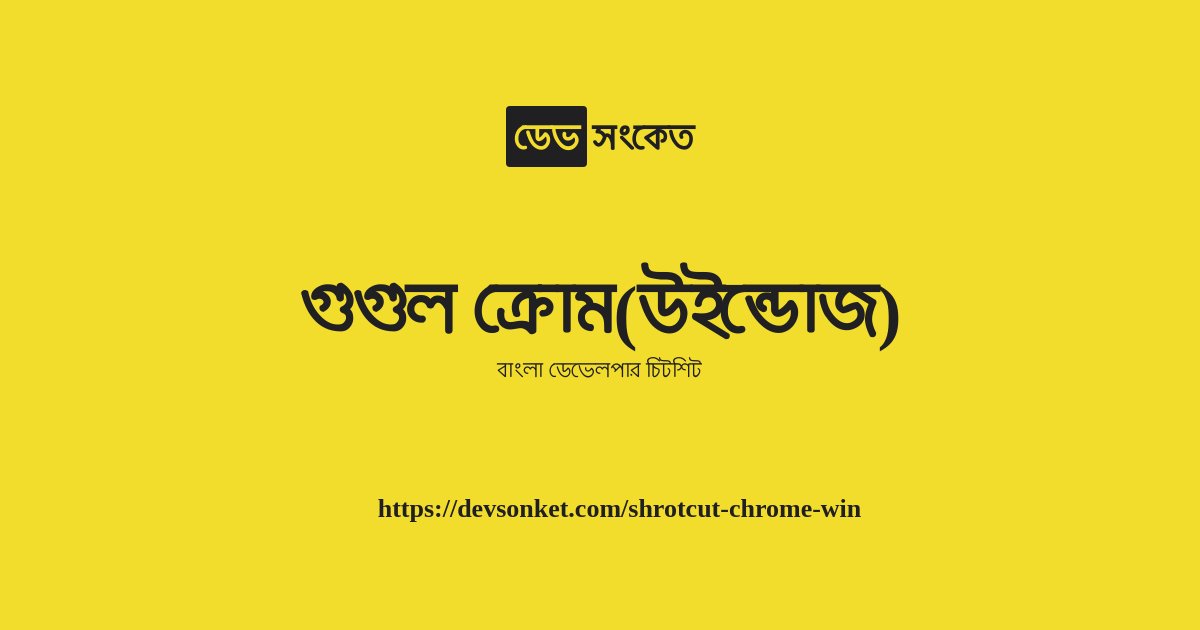 ডেভ সংকেত
গুগুল ক্রোম(উইন্ডোজ)
বাংলা ডেভেলপার চিটশিট
https://devsonket.com/shrotcut-chrome-win